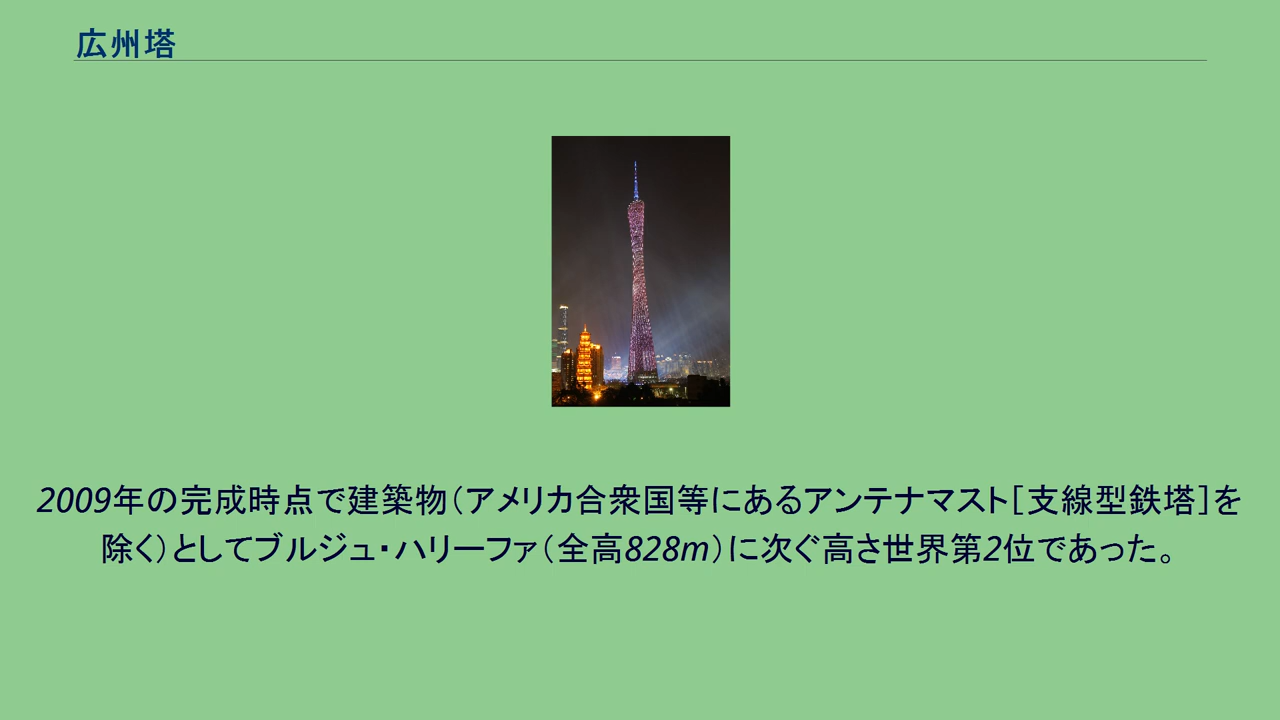 広州塔
2009年の完成時点で建築物（アメリカ合衆国等にあるアンテナマスト［支線型鉄塔］を
除く）としてブルジュ・ハリーファ（全高828m）に次ぐ高さ世界第2位であった。